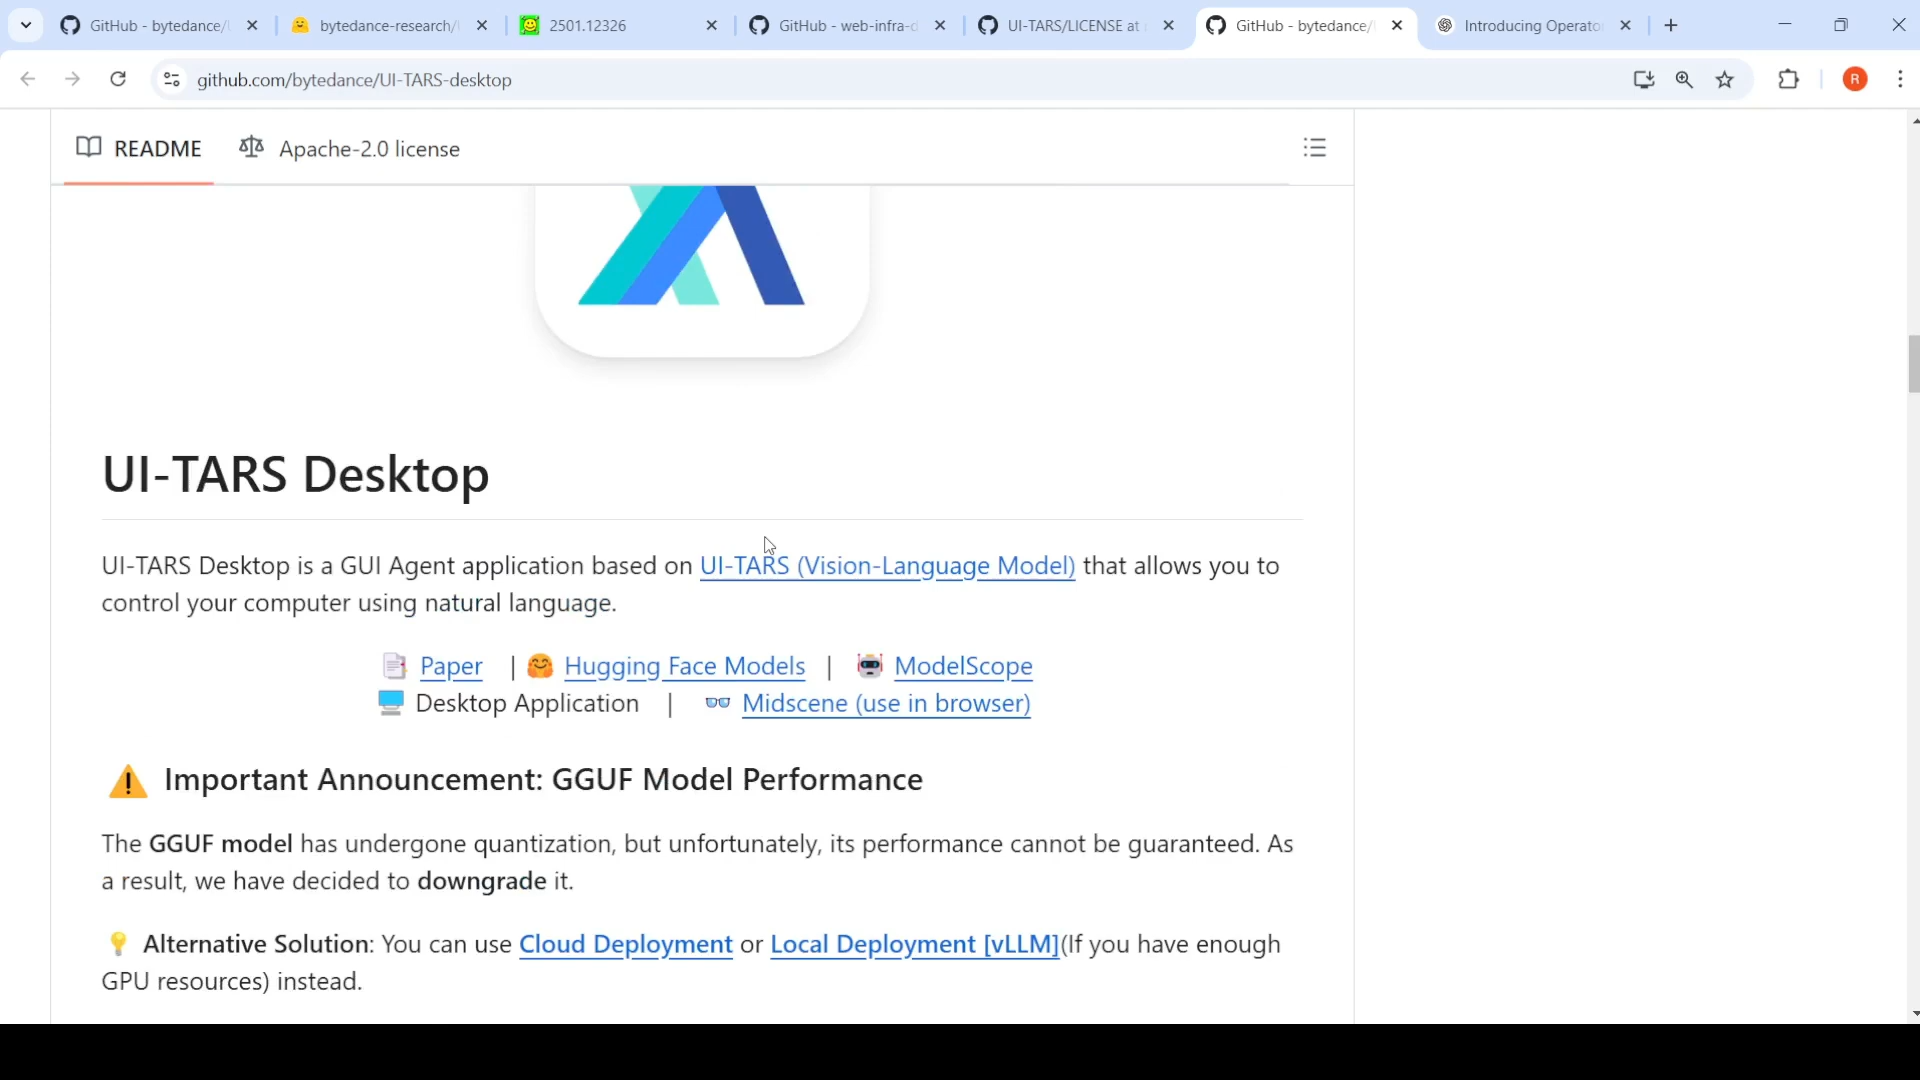 GitHub - bytedance/
bytedance-research/
2501.12326
GitHub - web-infra-d
UI-TARS/LICENSE at
GitHub - bytedance/
Introducing Operato
github.com/bytedance/UI-TARS-desktop
R
README
Apache-2.0 license
UI-TARS Desktop
UI-TARS Desktop is a GUI Agent application based on UI-TARS (Vision-Language Model) that allows you to
control your computer using natural language.
Paper | Hugging Face Models | ModelScope
Desktop Application | Midscene (use in browser)
Important Announcement: GGUF Model Performance
The GGUF model has undergone quantization, but unfortunately, its performance cannot be guaranteed. As
a result, we have decided to downgrade it.
Alternative Solution: You can use Cloud Deployment or Local Deployment [vLLM](If you have enough
GPU resources) instead.